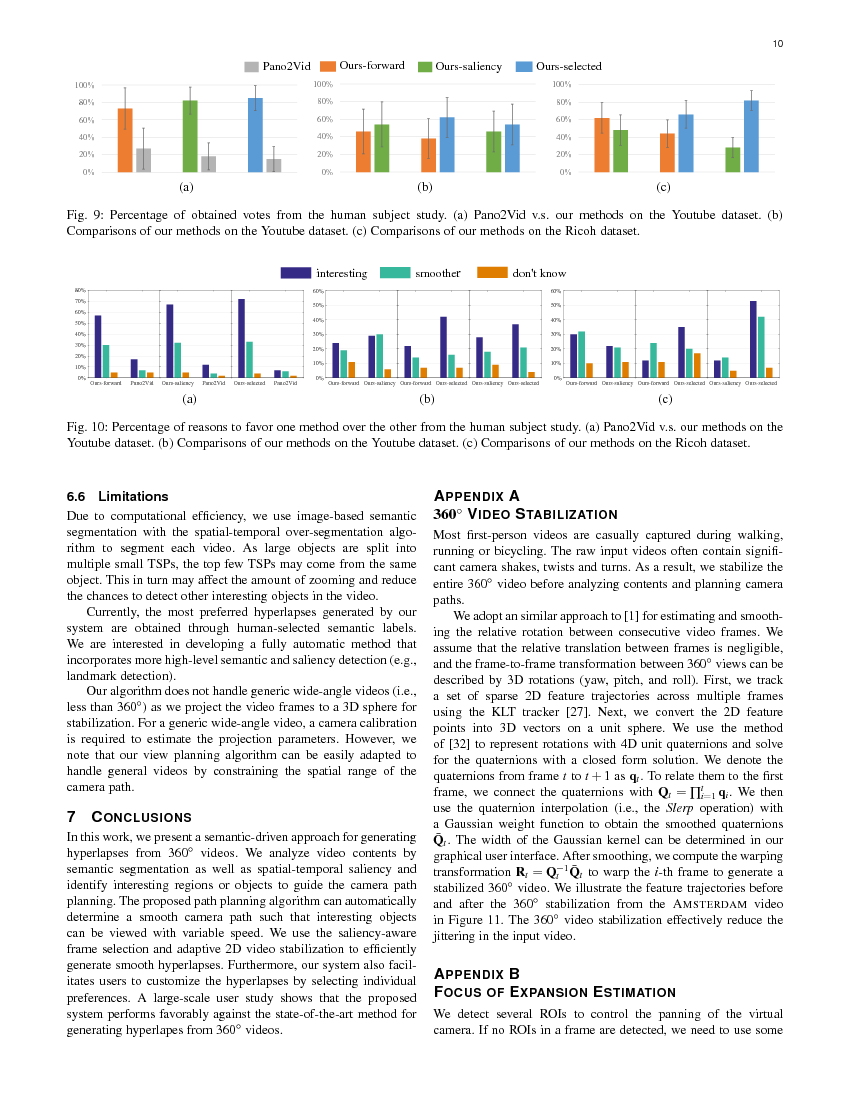 10
Pano2Vid Ours-forward Ours-saliency Ours-selected
100%
80%
60%
40%
20%
0%
(a)
100%
80%
60%
40%
20%
0%
(b)
100%
80%
60%
40%
20%
0%
(c)
Fig. 9: Percentage of obtained votes from the human subject study. (a) Pano2Vid v.s. our methods on the Youtube dataset. (b)
Comparisons of our methods on the Youtube dataset. (c) Comparisons of our methods on the Ricoh dataset.
interesting smoother don't know
80%
70%
60%
50%
40%
30%
20%
10%
0%
Ours-forward Pano2Vid Ours-saliency Pano2Vid Ours-selected Pano2Vid
(a)
60%
50%
40%
30%
20%
10%
0%
Ours-forward Ours-saliency Ours-forward Ours-selected Ours-saliency Ours-selected
(b)
60%
50%
40%
30%
20%
10%
0%
Ours-forward Ours-saliency Ours-forward Ours-selected Ours-saliency Ours-selected
(c)
Fig. 10: Percentage of reasons to favor one method over the other from the human subject study. (a) Pano2Vid v.s. our methods on the
Youtube dataset. (b) Comparisons of our methods on the Youtube dataset. (c) Comparisons of our methods on the Ricoh dataset.
6.6 Limitations
Due to computational efficiency, we use image-based semantic
segmentation with the spatial-temporal over-segmentation algo-
rithm to segment each video. As large objects are split into
multiple small TSPs, the top few TSPs may come from the same
object. This in turn may affect the amount of zooming and reduce
the chances to detect other interesting objects in the video.
Currently, the most preferred hyperlapses generated by our
system are obtained through human-selected semantic labels.
We are interested in developing a fully automatic method that
incorporates more high-level semantic and saliency detection (e.g.,
landmark detection).
Our algorithm does not handle generic wide-angle videos (i.e.,
less than 360°) as we project the video frames to a 3D sphere for
stabilization. For a generic wide-angle video, a camera calibration
is required to estimate the projection parameters. However, we
note that our view planning algorithm can be easily adapted to
handle general videos by constraining the spatial range of the
camera path.
7 CONCLUSIONS
In this work, we present a semantic-driven approach for generating
hyperlapses from 360° videos. We analyze video contents by
semantic segmentation as well as spatial-temporal saliency and
identify interesting regions or objects to guide the camera path
planning. The proposed path planning algorithm can automatically
determine a smooth camera path such that interesting objects
can be viewed with variable speed. We use the saliency-aware
frame selection and adaptive 2D video stabilization to efficiently
generate smooth hyperlapses. Furthermore, our system also facil-
itates users to customize the hyperlapses by selecting individual
preferences. A large-scale user study shows that the proposed
system performs favorably against the state-of-the-art method for
generating hyperlapes from 360° videos.
APPENDIX A
360° VIDEO STABILIZATION
Most first-person videos are casually captured during walking,
running or bicycling. The raw input videos often contain signifi-
cant camera shakes, twists and turns. As a result, we stabilize the
entire 360° video before analyzing contents and planning camera
paths.
We adopt an similar approach to [1] for estimating and smooth-
ing the relative rotation between consecutive video frames. We
assume that the relative translation between frames is negligible,
and the frame-to-frame transformation between 360° views can be
described by 3D rotations (yaw, pitch, and roll). First, we track
a set of sparse 2D feature trajectories across multiple frames
using the KLT tracker [27]. Next, we convert the 2D feature
points into 3D vectors on a unit sphere. We use the method
of [32] to represent rotations with 4D unit quaternions and solve
for the quaternions with a closed form solution. We denote the
quaternions from frame t to t + 1 as qₜ. To relate them to the first
frame, we connect the quaternions with Qₜ = ∏ᵗᵢ₌₁ qᵢ. We then
use the quaternion interpolation (i.e., the Slerp operation) with
a Gaussian weight function to obtain the smoothed quaternions
Q̄ₜ. The width of the Gaussian kernel can be determined in our
graphical user interface. After smoothing, we compute the warping
transformation Rₜ = Qₜ⁻¹Q̄ₜ to warp the i-th frame to generate a
stabilized 360° video. We illustrate the feature trajectories before
and after the 360° stabilization from the AMSTERDAM video
in Figure 11. The 360° video stabilization effectively reduce the
jittering in the input video.
APPENDIX B
FOCUS OF EXPANSION ESTIMATION
We detect several ROIs to control the panning of the virtual
camera. If no ROIs in a frame are detected, we need to use some